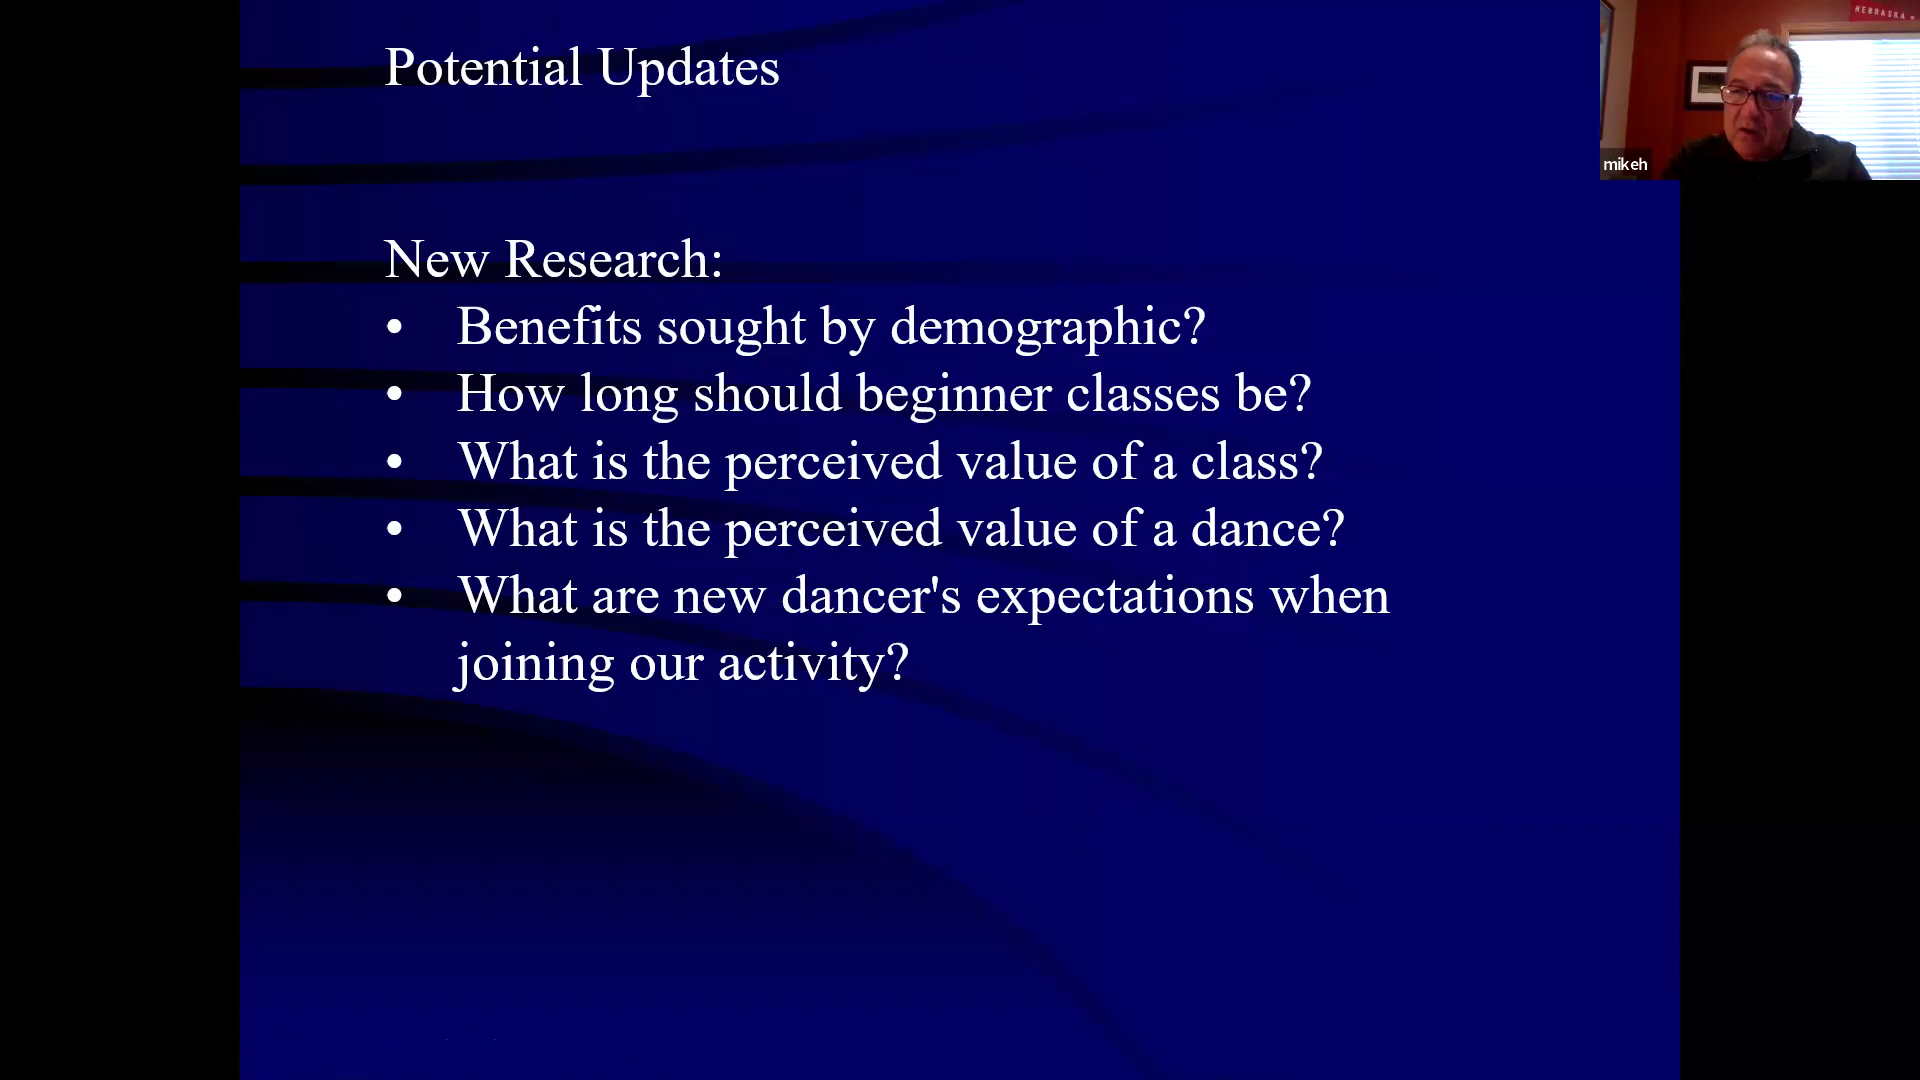 Potential Updates
NEBRASKA
mikeh
New Research:
• Benefits sought by demographic?
• How long should beginner classes be?
• What is the perceived value of a class?
• What is the perceived value of a dance?
• What are new dancer's expectations when
joining our activity?